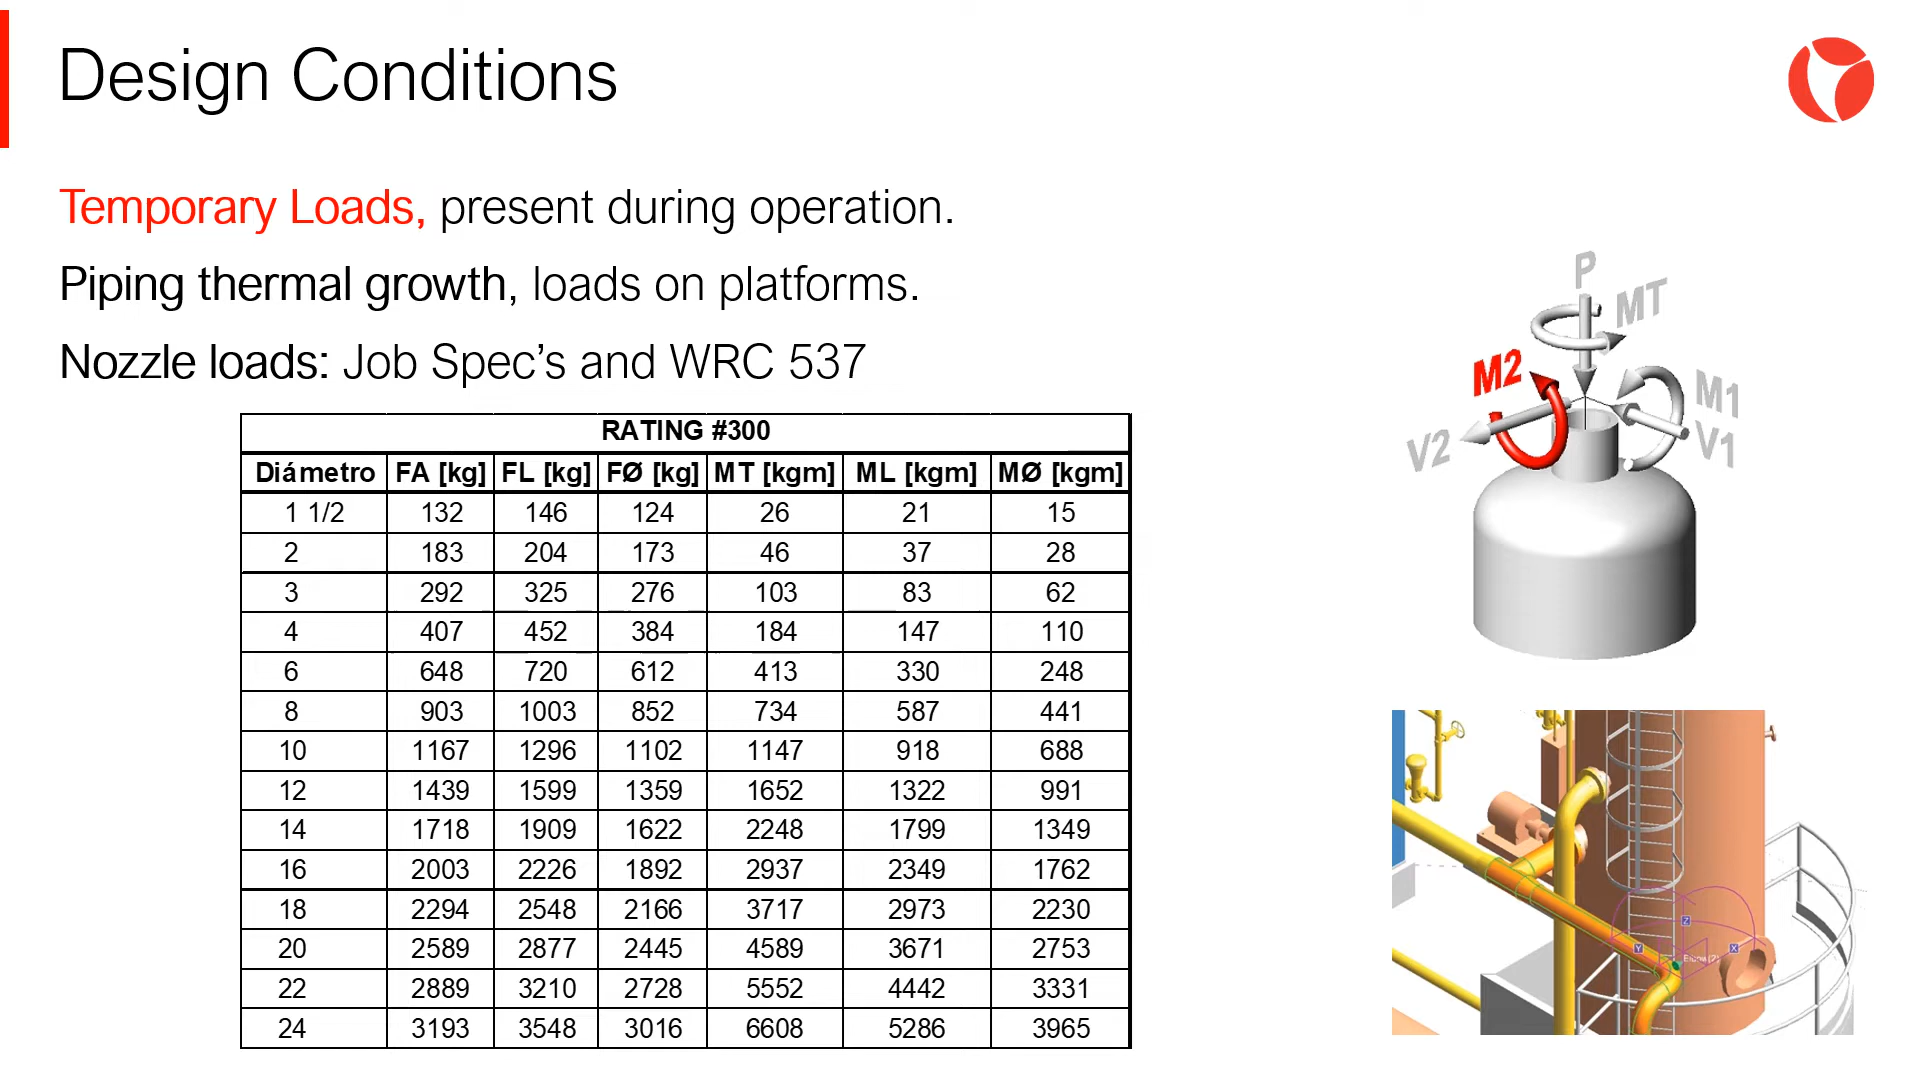 Design Conditions
Temporary Loads, present during operation.
Piping thermal growth, loads on platforms.
Nozzle loads: Job Spec’s and WRC 537
RATING #300
Diámetro FA [kg] FL [kg] FØ [kg] MT [kgm] ML [kgm] MØ [kgm]
1 1/2 132 146 124 26 21 15
2 183 204 173 46 37 28
3 292 325 276 103 83 62
4 407 452 384 184 147 110
6 648 720 612 413 330 248
8 903 1003 852 734 587 441
10 1167 1296 1102 1147 918 688
12 1439 1599 1359 1652 1322 991
14 1718 1909 1622 2248 1799 1349
16 2003 2226 1892 2937 2349 1762
18 2294 2548 2166 3717 2973 2230
20 2589 2877 2445 4589 3671 2753
22 2889 3210 2728 5552 4442 3331
24 3193 3548 3016 6608 5286 3965
P
MT
M2
M1
V2
V1
Z
Y
X